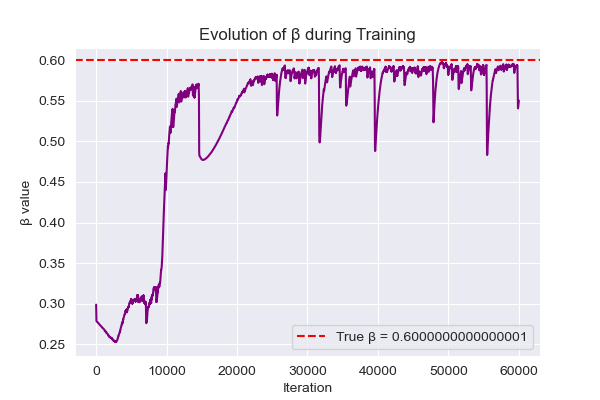 Evolution of β during Training
β value
0.60
0.55
0.50
0.45
0.40
0.35
0.30
0.25
True β = 0.6000000000000001
0 10000 20000 30000 40000 50000 60000
Iteration